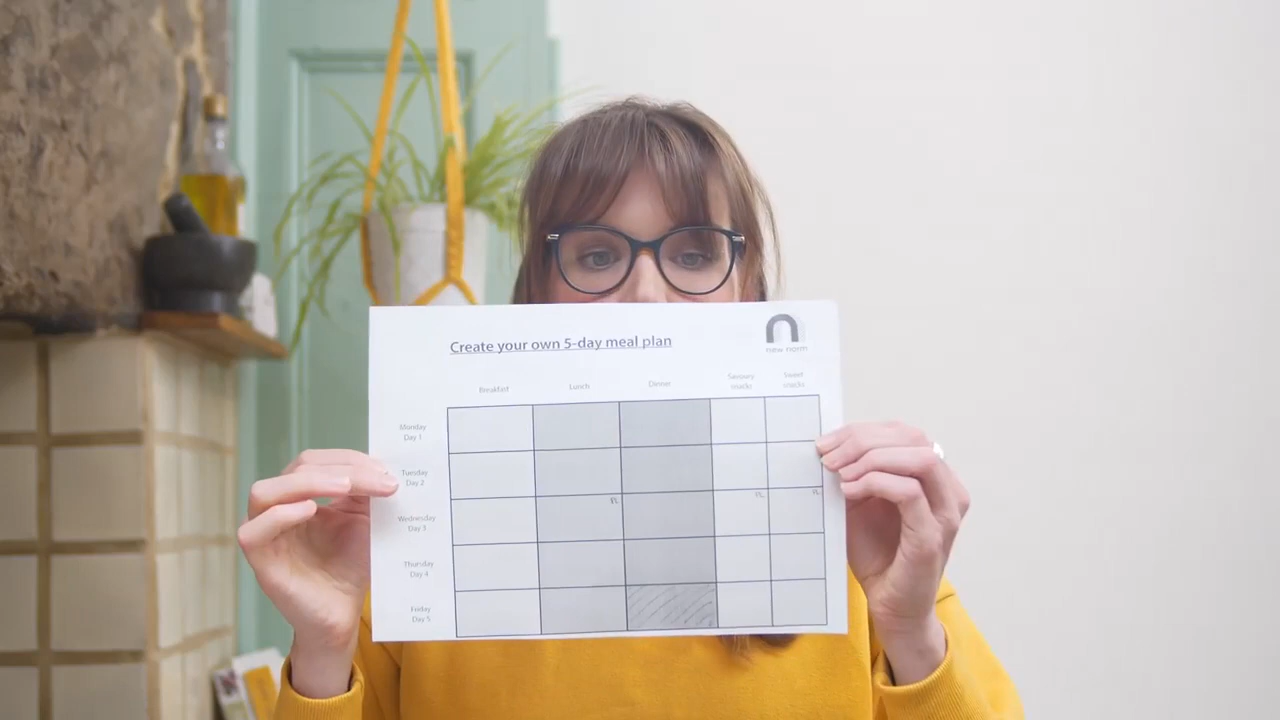 Create your own 5-day meal plan
new norm
Breakfast Lunch Dinner Savoury snacks Sweet snacks
Monday
Day 1
Tuesday
Day 2
Wednesday
Day 3
Thursday
Day 4
Friday
Day 5